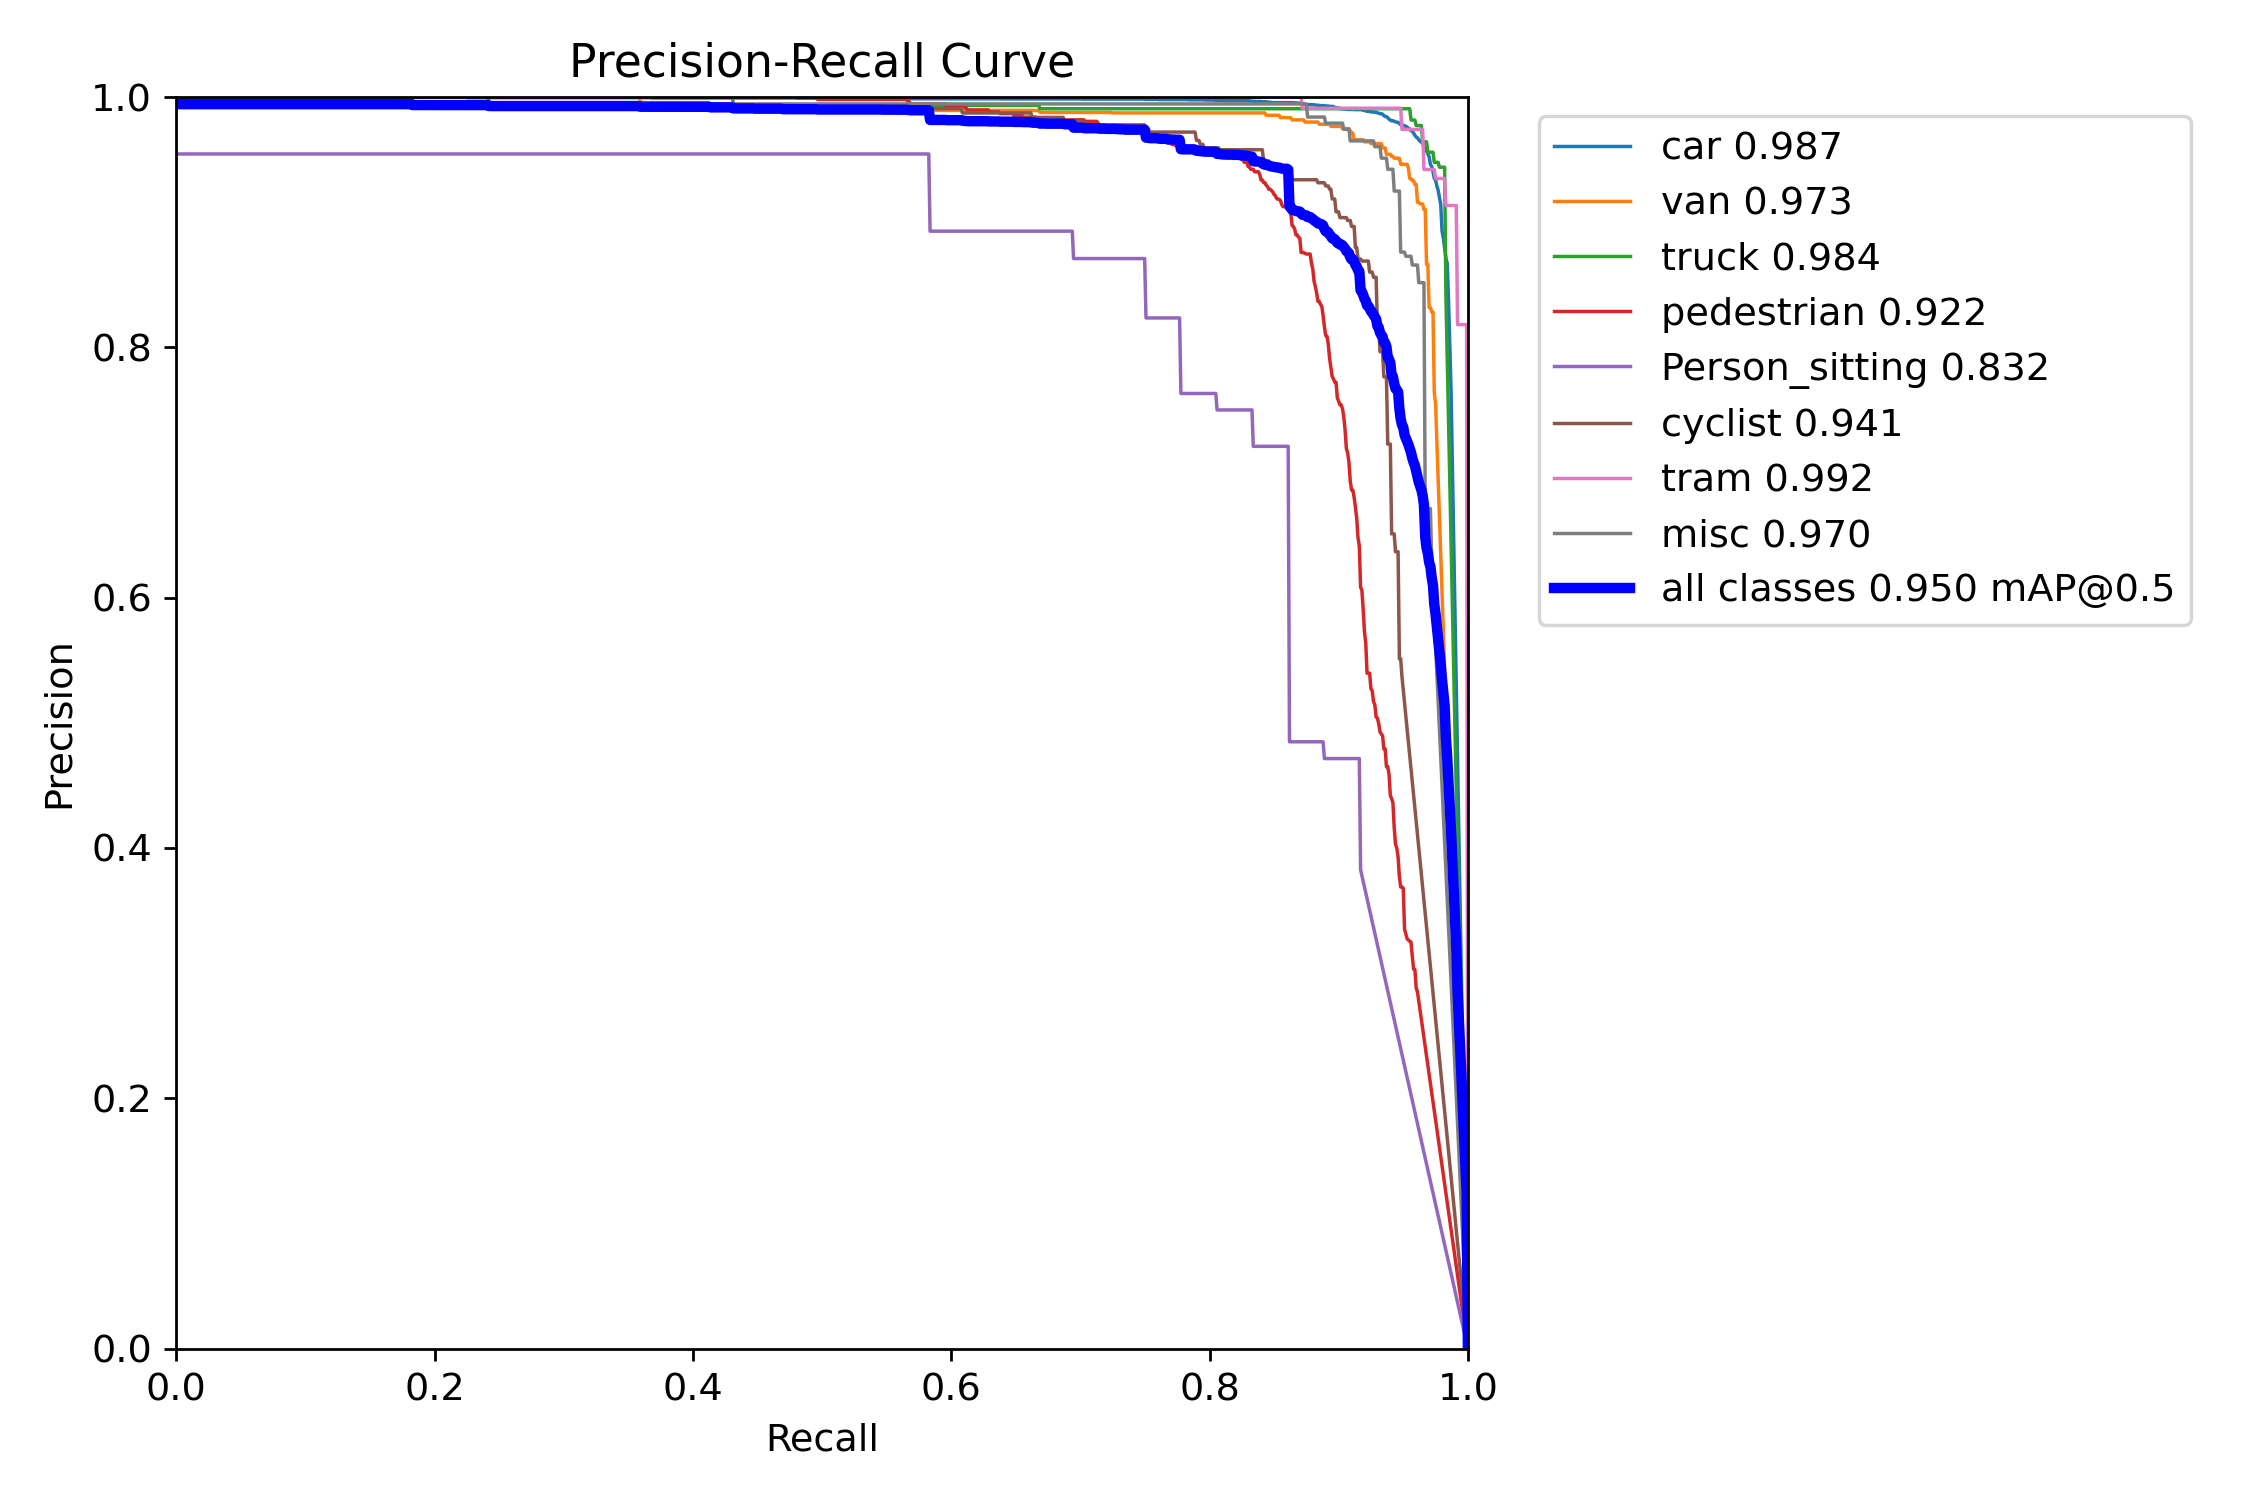 Precision-Recall Curve
1.0
0.8
0.6
0.4
0.2
0.0
Precision
0.0 0.2 0.4 0.6 0.8 1.0
Recall
car 0.987
van 0.973
truck 0.984
pedestrian 0.922
Person_sitting 0.832
cyclist 0.941
tram 0.992
misc 0.970
all classes 0.950 mAP@0.5